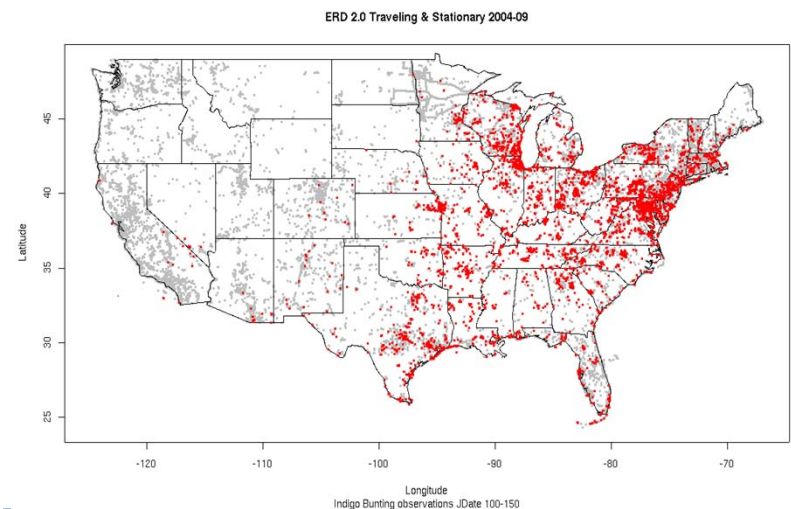 ERD 2.0 Traveling & Stationary 2004-09
45
40
35
30
25
Latitude
-120 -110 -100 -90 -80 -70
Longitude
Indigo Bunting observations JDate 100-150